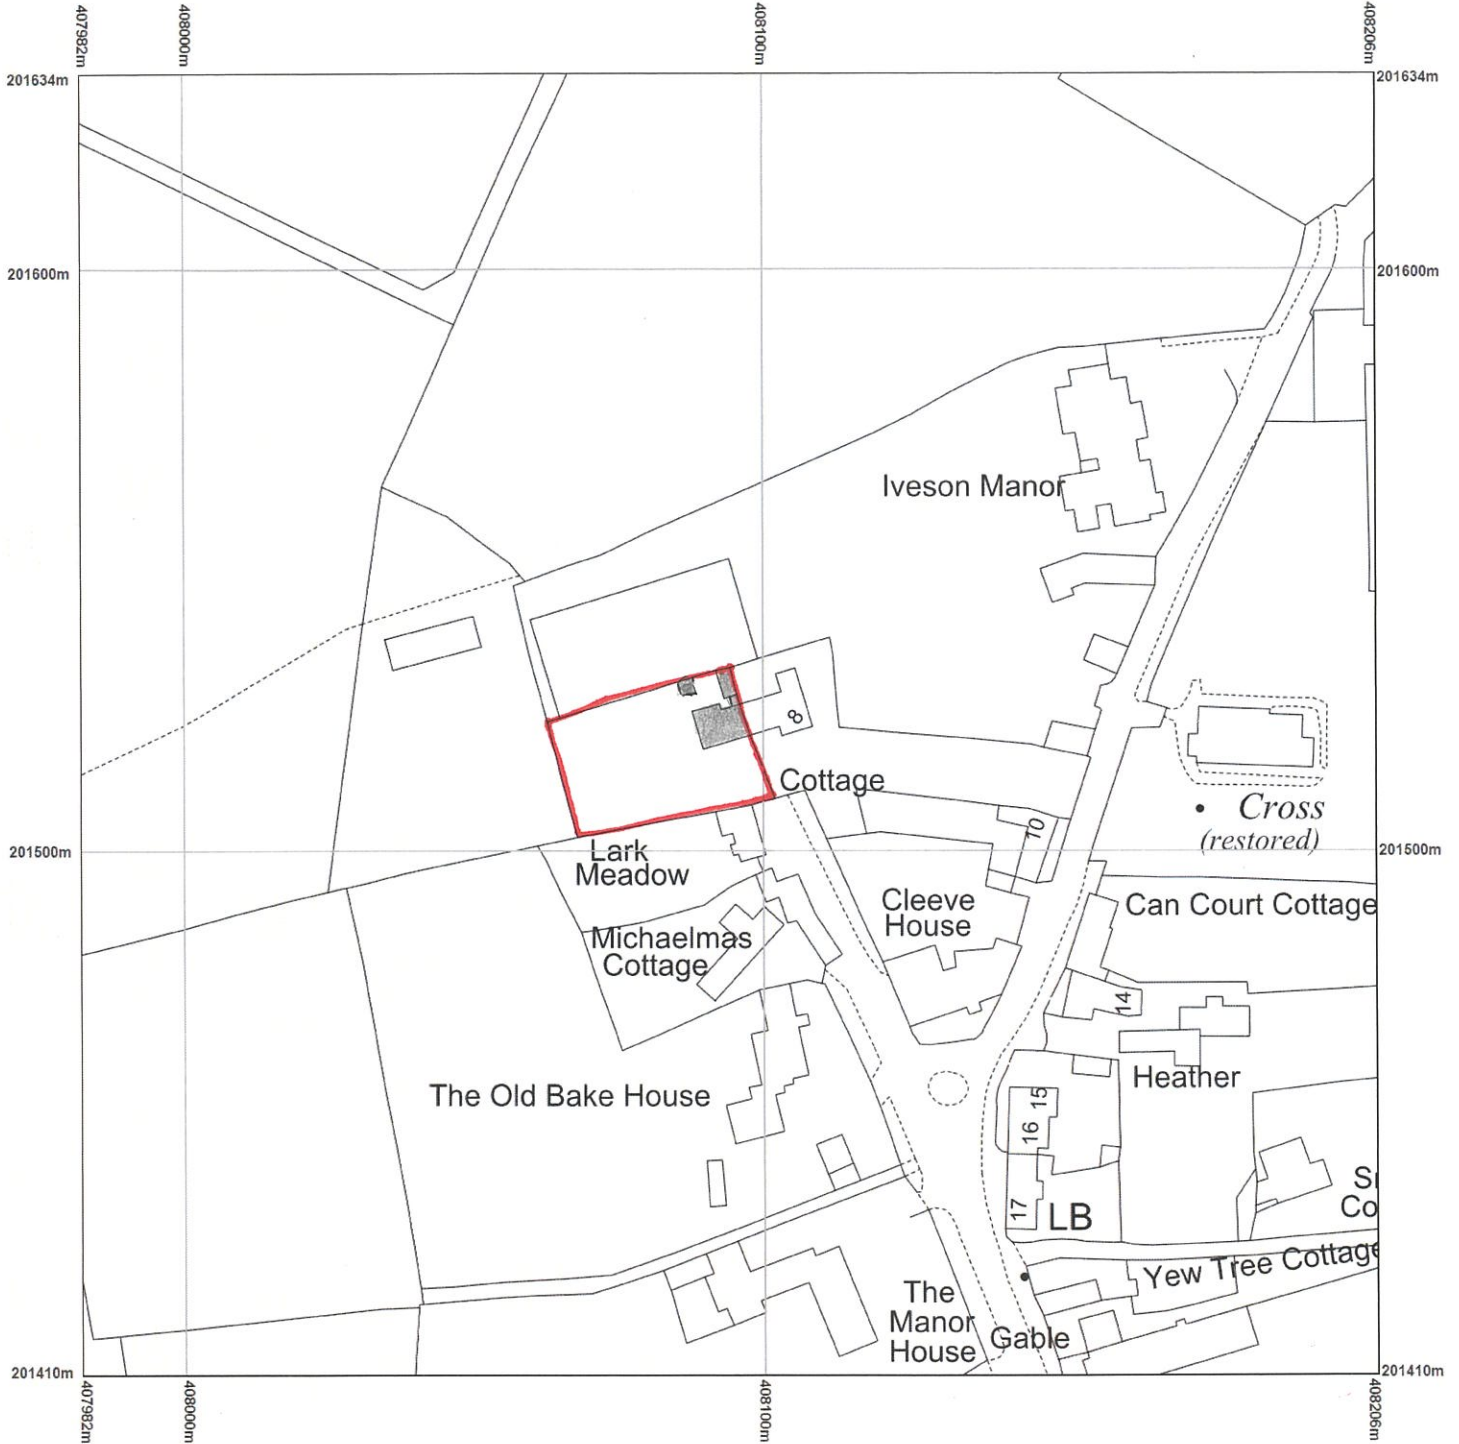 407982m
408000m
408100m
408206m
201634m
201634m
201600m
201600m
Iveson Manor
8
Cottage
Cross
(restored)
10
201500m
201500m
Lark
Meadow
Cleeve
House
Can Court Cottage
Michaelmas
Cottage
14
The Old Bake House
Heather
15
16
17
LB
Co
Yew Tree Cottage
The
Manor
House
Gable
201410m
201410m
407982m
408000m
408100m
408206m